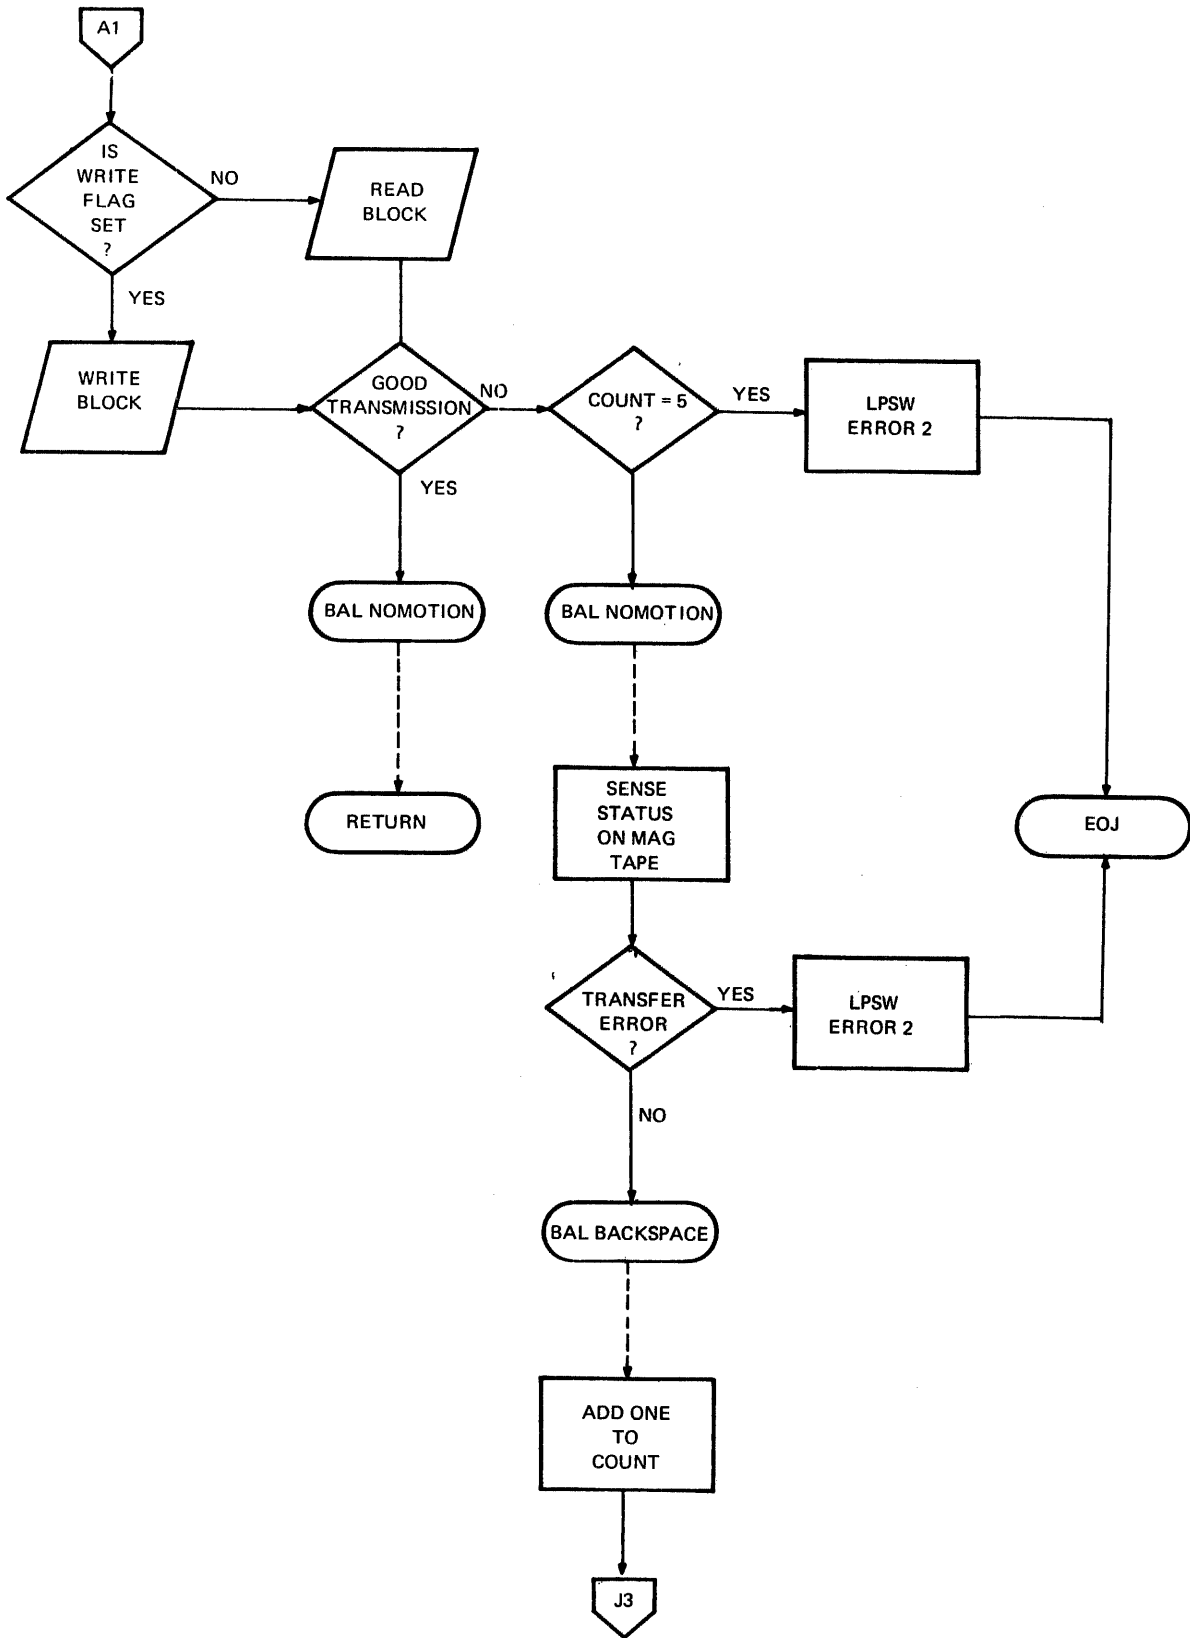 A1
IS
WRITE
FLAG
SET
?
NO
READ
BLOCK
YES
WRITE
BLOCK
GOOD
TRANSMISSION
?
NO
COUNT = 5
?
YES
LPSW
ERROR 2
YES
BAL NOMOTION
BAL NOMOTION
SENSE
STATUS
ON MAG
TAPE
RETURN
EOJ
TRANSFER
ERROR
?
YES
LPSW
ERROR 2
NO
BAL BACKSPACE
ADD ONE
TO
COUNT
J3